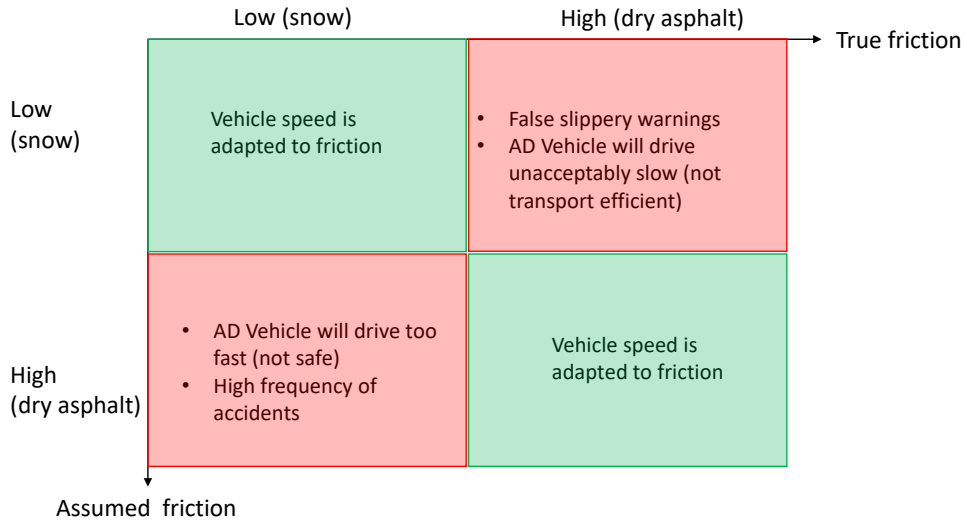 Low (snow)
High (dry asphalt)
True friction
Low
(snow)
Vehicle speed is
adapted to friction
• False slippery warnings
• AD Vehicle will drive
unacceptably slow (not
transport efficient)
High
(dry asphalt)
• AD Vehicle will drive too
fast (not safe)
• High frequency of
accidents
Vehicle speed is
adapted to friction
Assumed friction